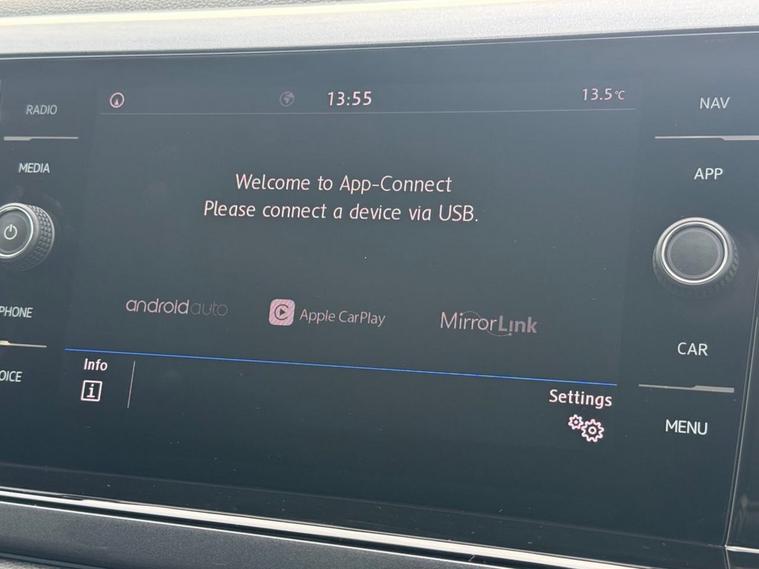 RADIO
13:55
13.5°C
NAV
MEDIA
APP
Welcome to App-Connect
Please connect a device via USB.
androidauto
Apple CarPlay
MirrorLink
PHONE
CAR
OICE
Info
i
Settings
MENU